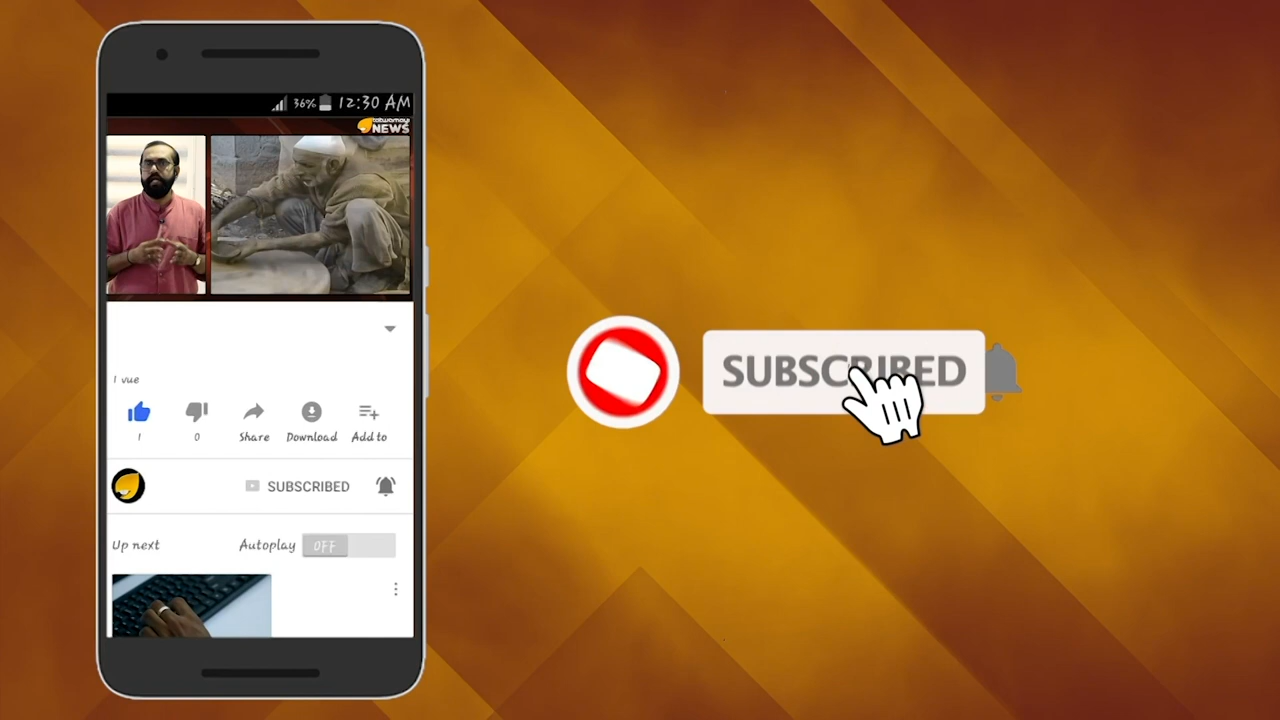 36% 12:30 AM
tatwamayi
NEWS
1 vue
1
0
Share
Download
Add to
SUBSCRIBED
Up next
Autoplay
OFF
SUBSCRIBED